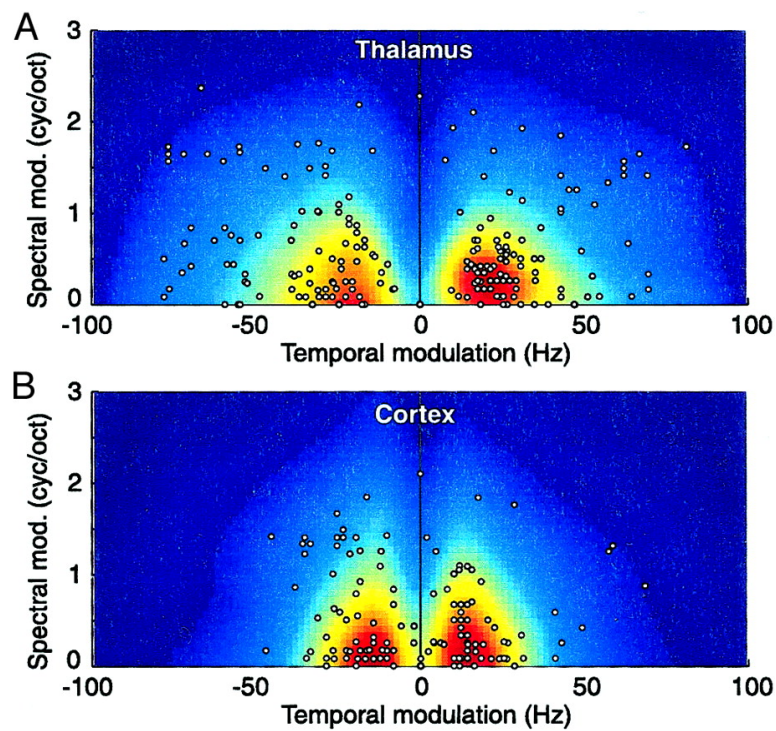 A
Thalamus
3
2
1
0
Spectral mod. (cyc/oct)
-100
-50
0
50
100
Temporal modulation (Hz)
B
Cortex
3
2
1
0
Spectral mod. (cyc/oct)
-100
-50
0
50
100
Temporal modulation (Hz)